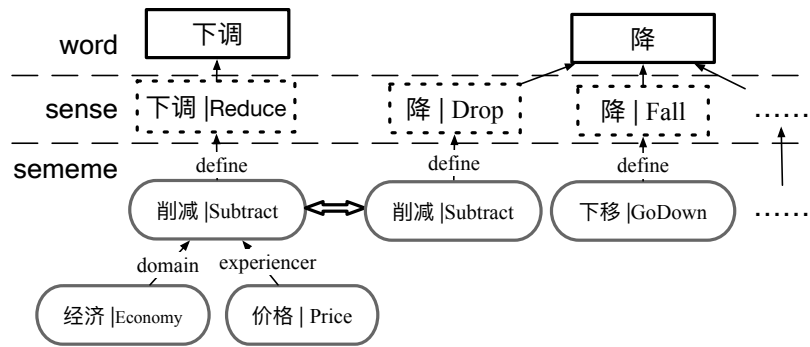 word
下调
降
sense
下调 |Reduce
降 | Drop
降 | Fall
......
sememe
define
define
define
削减 |Subtract
削减 |Subtract
下移 |GoDown
......
domain
experiencer
经济 |Economy
价格 | Price